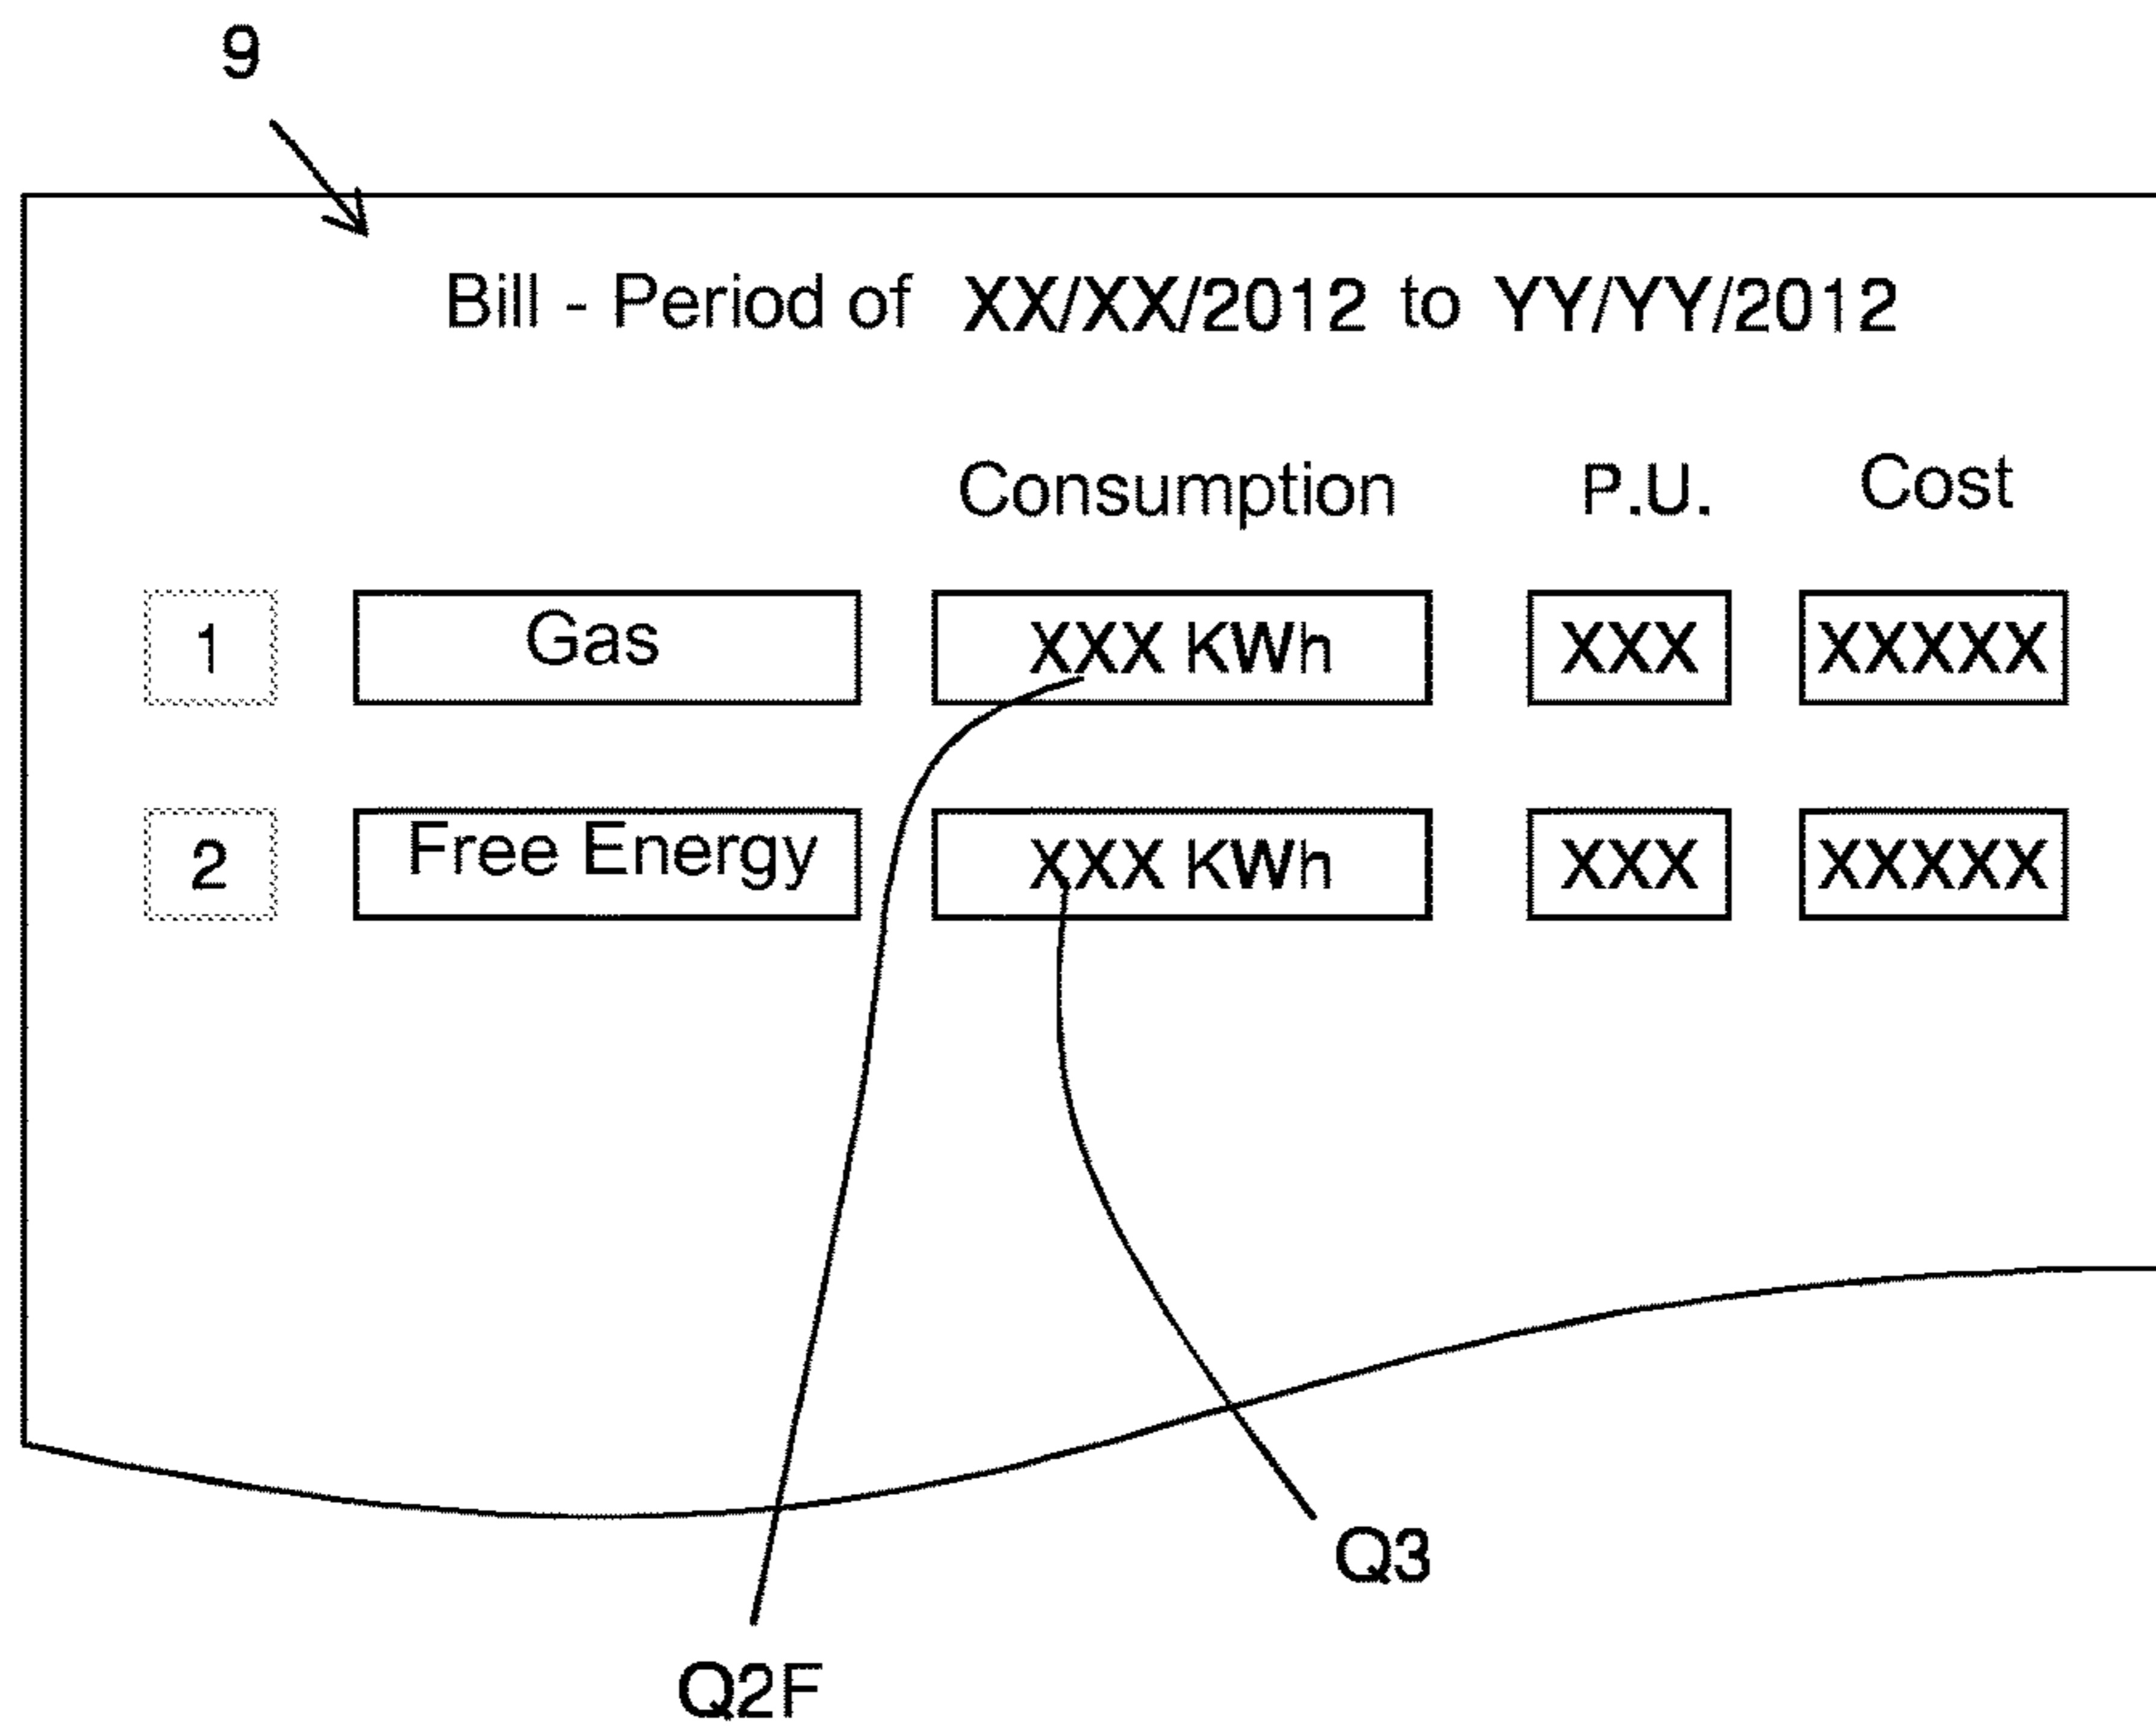 9
Bill - Period of XX/XX/2012 to YY/YY/2012
Consumption P.U. Cost
1 Gas XXX KWh XXX XXXXX
2 Free Energy XXX KWh XXX XXXXX
Q3
Q2F